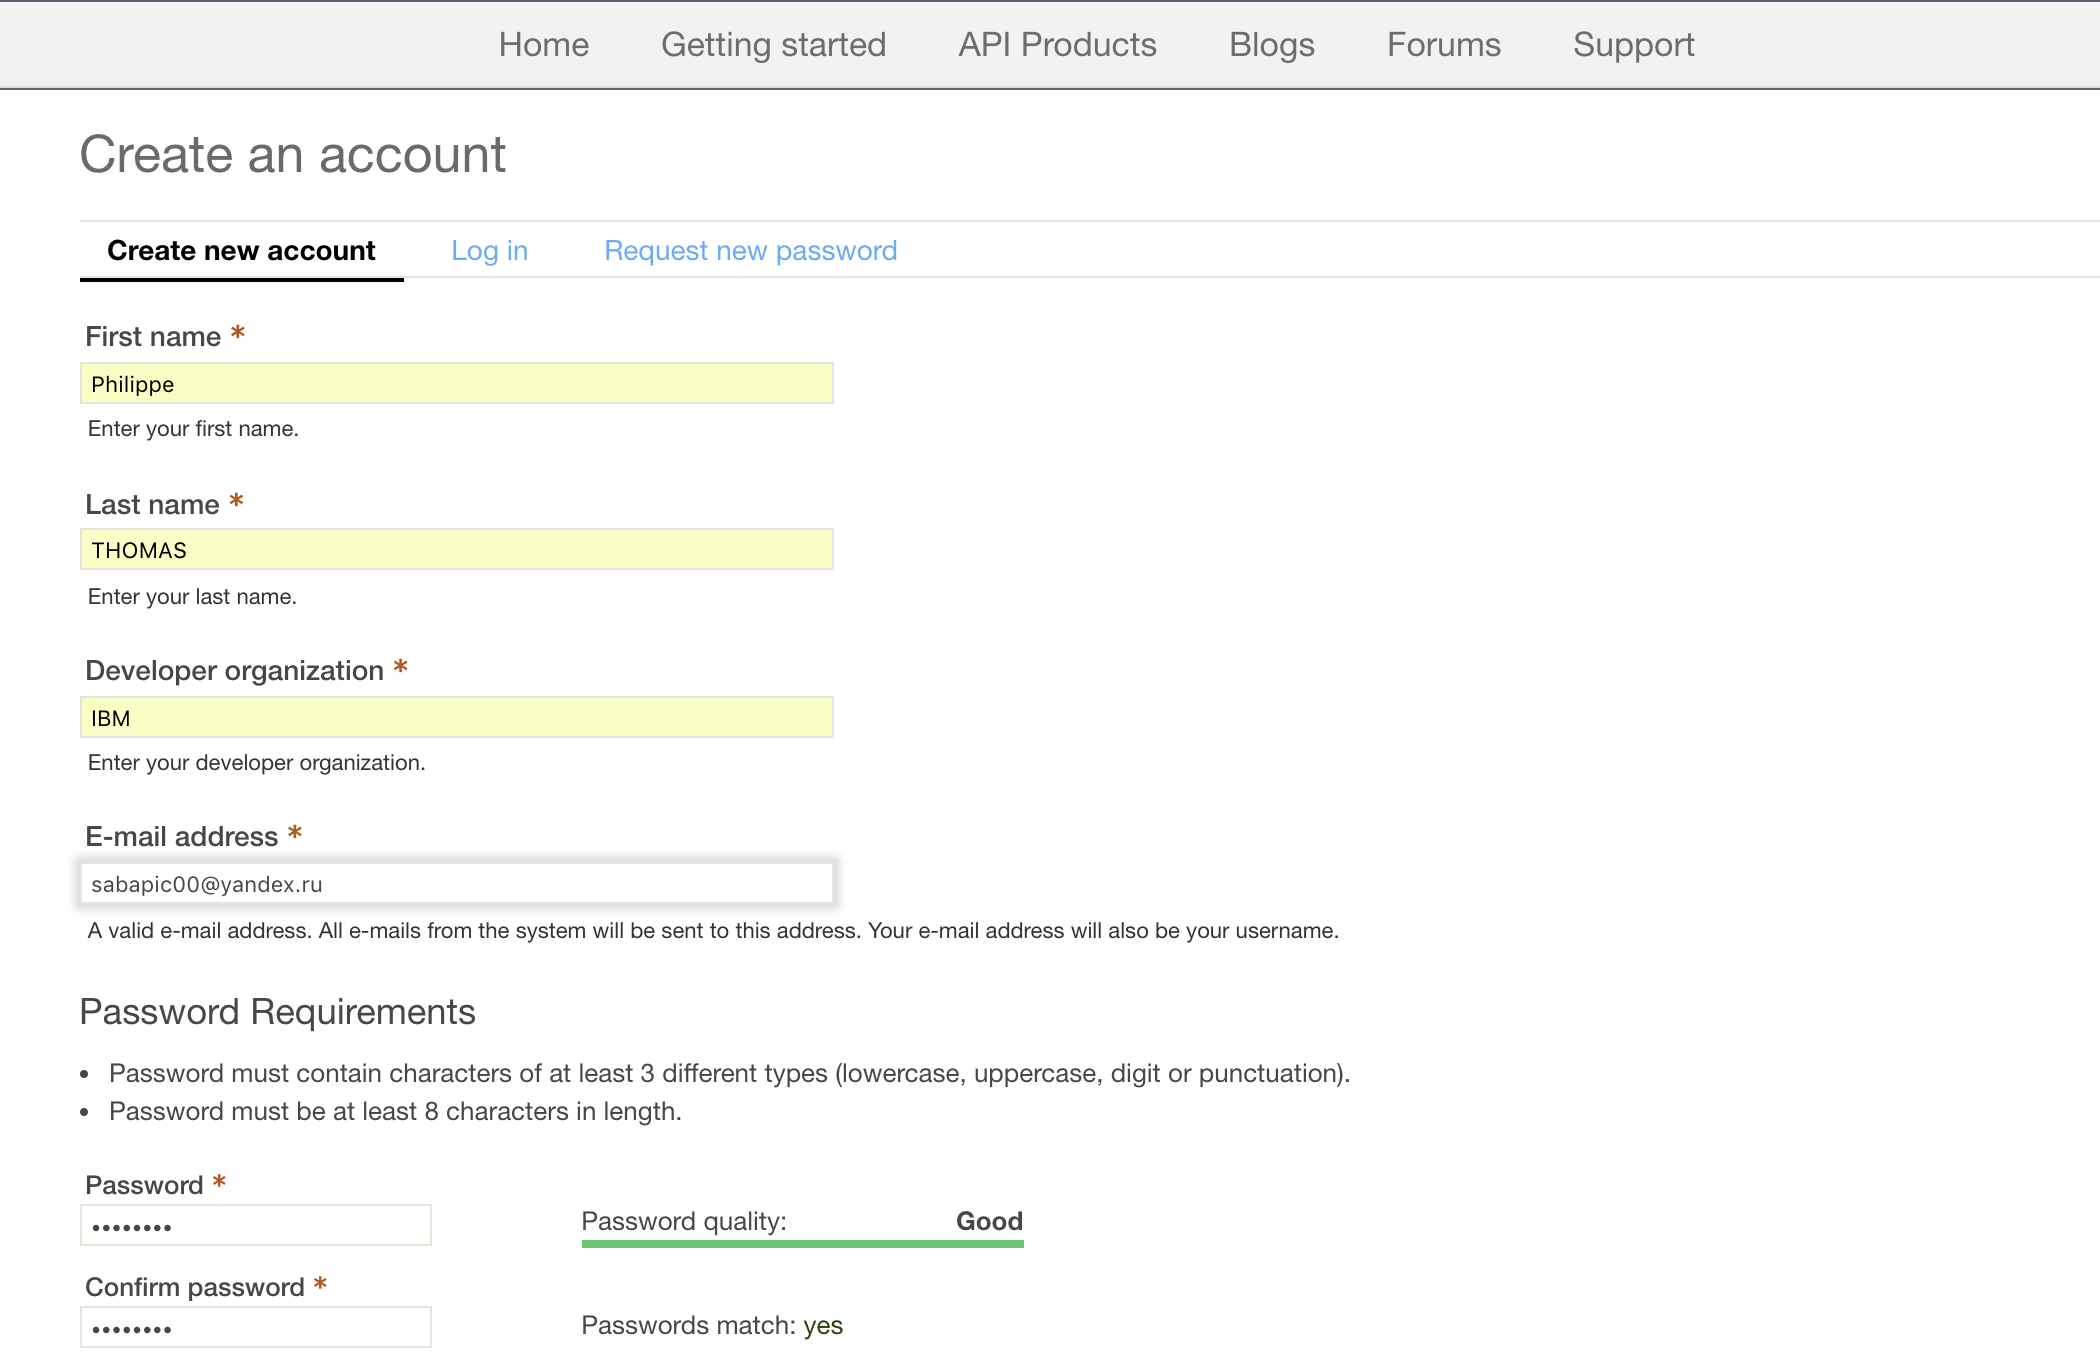 Home Getting started API Products Blogs Forums Support
Create an account
Create new account Log in Request new password
First name *
Philippe
Enter your first name.
Last name *
THOMAS
Enter your last name.
Developer organization *
IBM
Enter your developer organization.
E-mail address *
sabapic00@yandex.ru
A valid e-mail address. All e-mails from the system will be sent to this address. Your e-mail address will also be your username.
Password Requirements
• Password must contain characters of at least 3 different types (lowercase, uppercase, digit or punctuation).
• Password must be at least 8 characters in length.
Password *
•••••••• Password quality: Good
Confirm password *
•••••••• Passwords match: yes